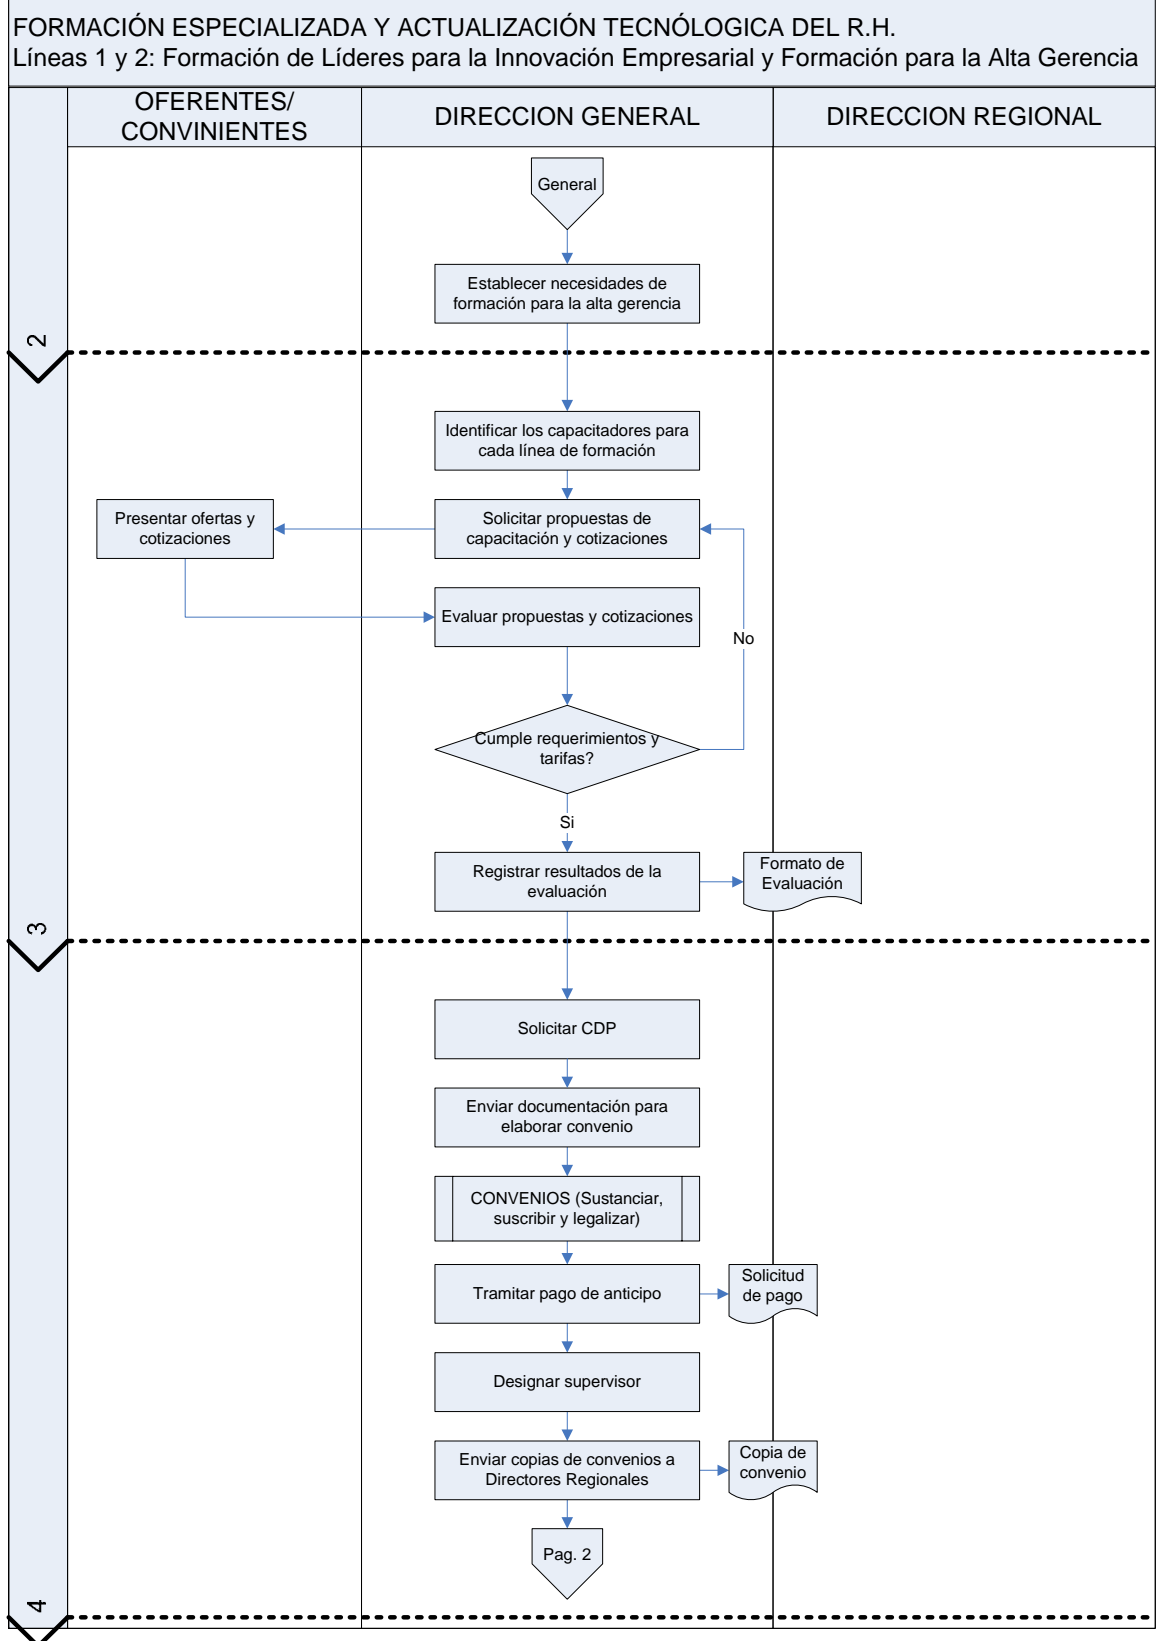 FORMACIÓN ESPECIALIZADA Y ACTUALIZACIÓN TECNÓLOGICA DEL R.H.
Líneas 1 y 2: Formación de Líderes para la Innovación Empresarial y Formación para la Alta Gerencia
OFERENTES/
CONVINIENTES
DIRECCION GENERAL
DIRECCION REGIONAL
General
Establecer necesidades de
formación para la alta gerencia
2
Identificar los capacitadores para
cada línea de formación
Presentar ofertas y
cotizaciones
Solicitar propuestas de
capacitación y cotizaciones
Evaluar propuestas y cotizaciones
No
Cumple requerimientos y
tarifas?
Si
Registrar resultados de la
evaluación
Formato de
Evaluación
3
Solicitar CDP
Enviar documentación para
elaborar convenio
CONVENIOS (Sustanciar,
suscribir y legalizar)
Tramitar pago de anticipo
Solicitud
de pago
Designar supervisor
Enviar copias de convenios a
Directores Regionales
Copia de
convenio
Pag. 2
4